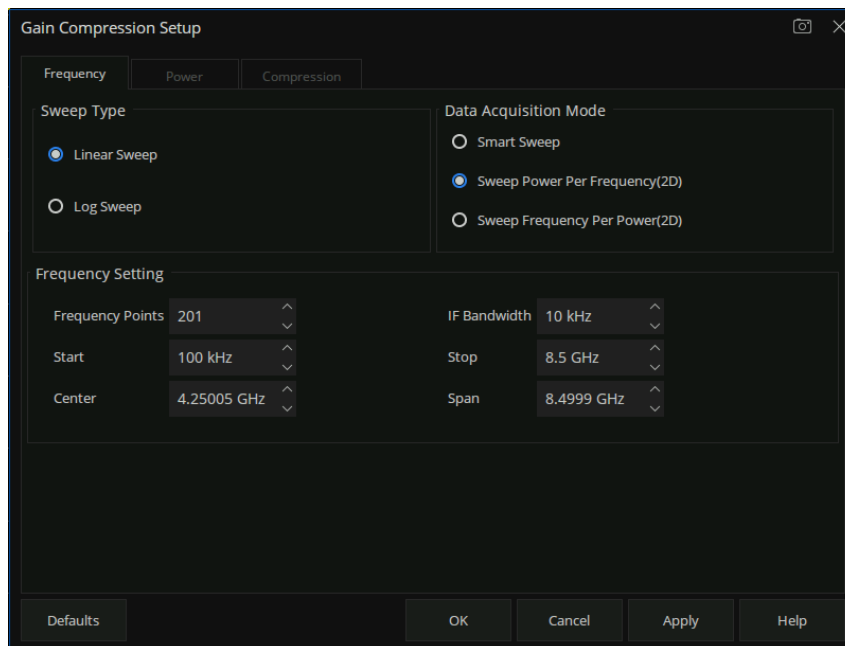 Gain Compression Setup
Frequency Power Compression
Sweep Type
Linear Sweep
Log Sweep
Data Acquisition Mode
Smart Sweep
Sweep Power Per Frequency(2D)
Sweep Frequency Per Power(2D)
Frequency Setting
Frequency Points 201 IF Bandwidth 10 kHz
Start 100 kHz Stop 8.5 GHz
Center 4.25005 GHz Span 8.4999 GHz
Defaults OK Cancel Apply Help